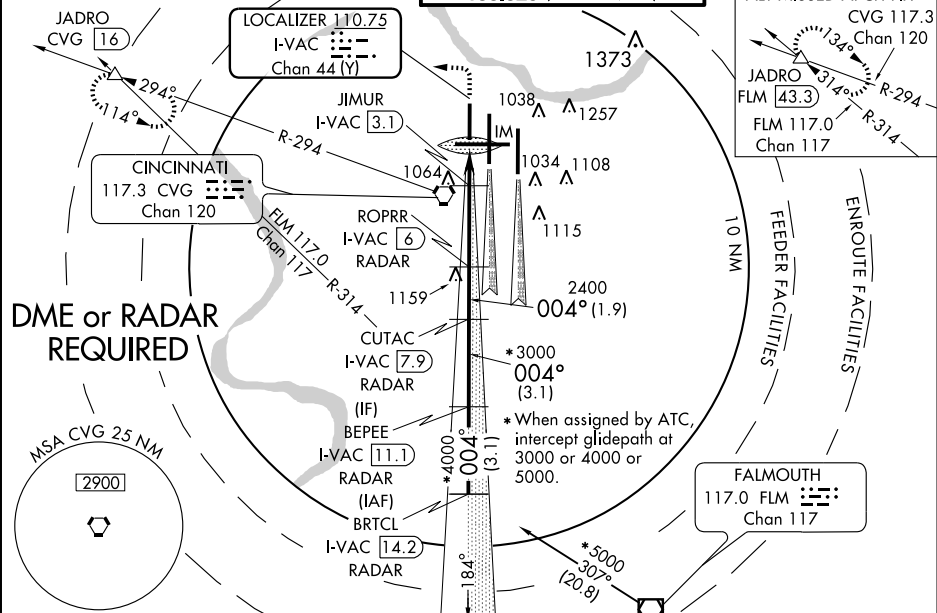 JADRO
CVG 16
LOCALIZER 110.75
I-VAC
Chan 44 (Y)
1373
CVG 117.3
Chan 120
134°
JADRO
FLM 43.3
314°
R-294
R-314
FLM 117.0
Chan 117
294°
114°
R-294
JIMUR
I-VAC 3.1
1038
1257
IM
1034
1108
1064
1115
CINCINNATI
117.3 CVG
Chan 120
FLM 117.0
Chan 117
R-314
ROPRR
I-VAC 6
RADAR
1159
2400
004° (1.9)
10 NM
FEEDER FACILITIES
ENROUTE FACILITIES
DME or RADAR
REQUIRED
CUTAC
I-VAC 7.9
RADAR
(IF)
*3000
004°
(3.1)
BEPEE
I-VAC 11.1
RADAR
(IAF)
*4000
004°
(3.1)
*When assigned by ATC,
intercept glidepath at
3000 or 4000 or
5000.
MSA CVG 25 NM
2900
BRTCL
I-VAC 14.2
RADAR
184°
FALMOUTH
117.0 FLM
Chan 117
*5000
307°
(20.8)